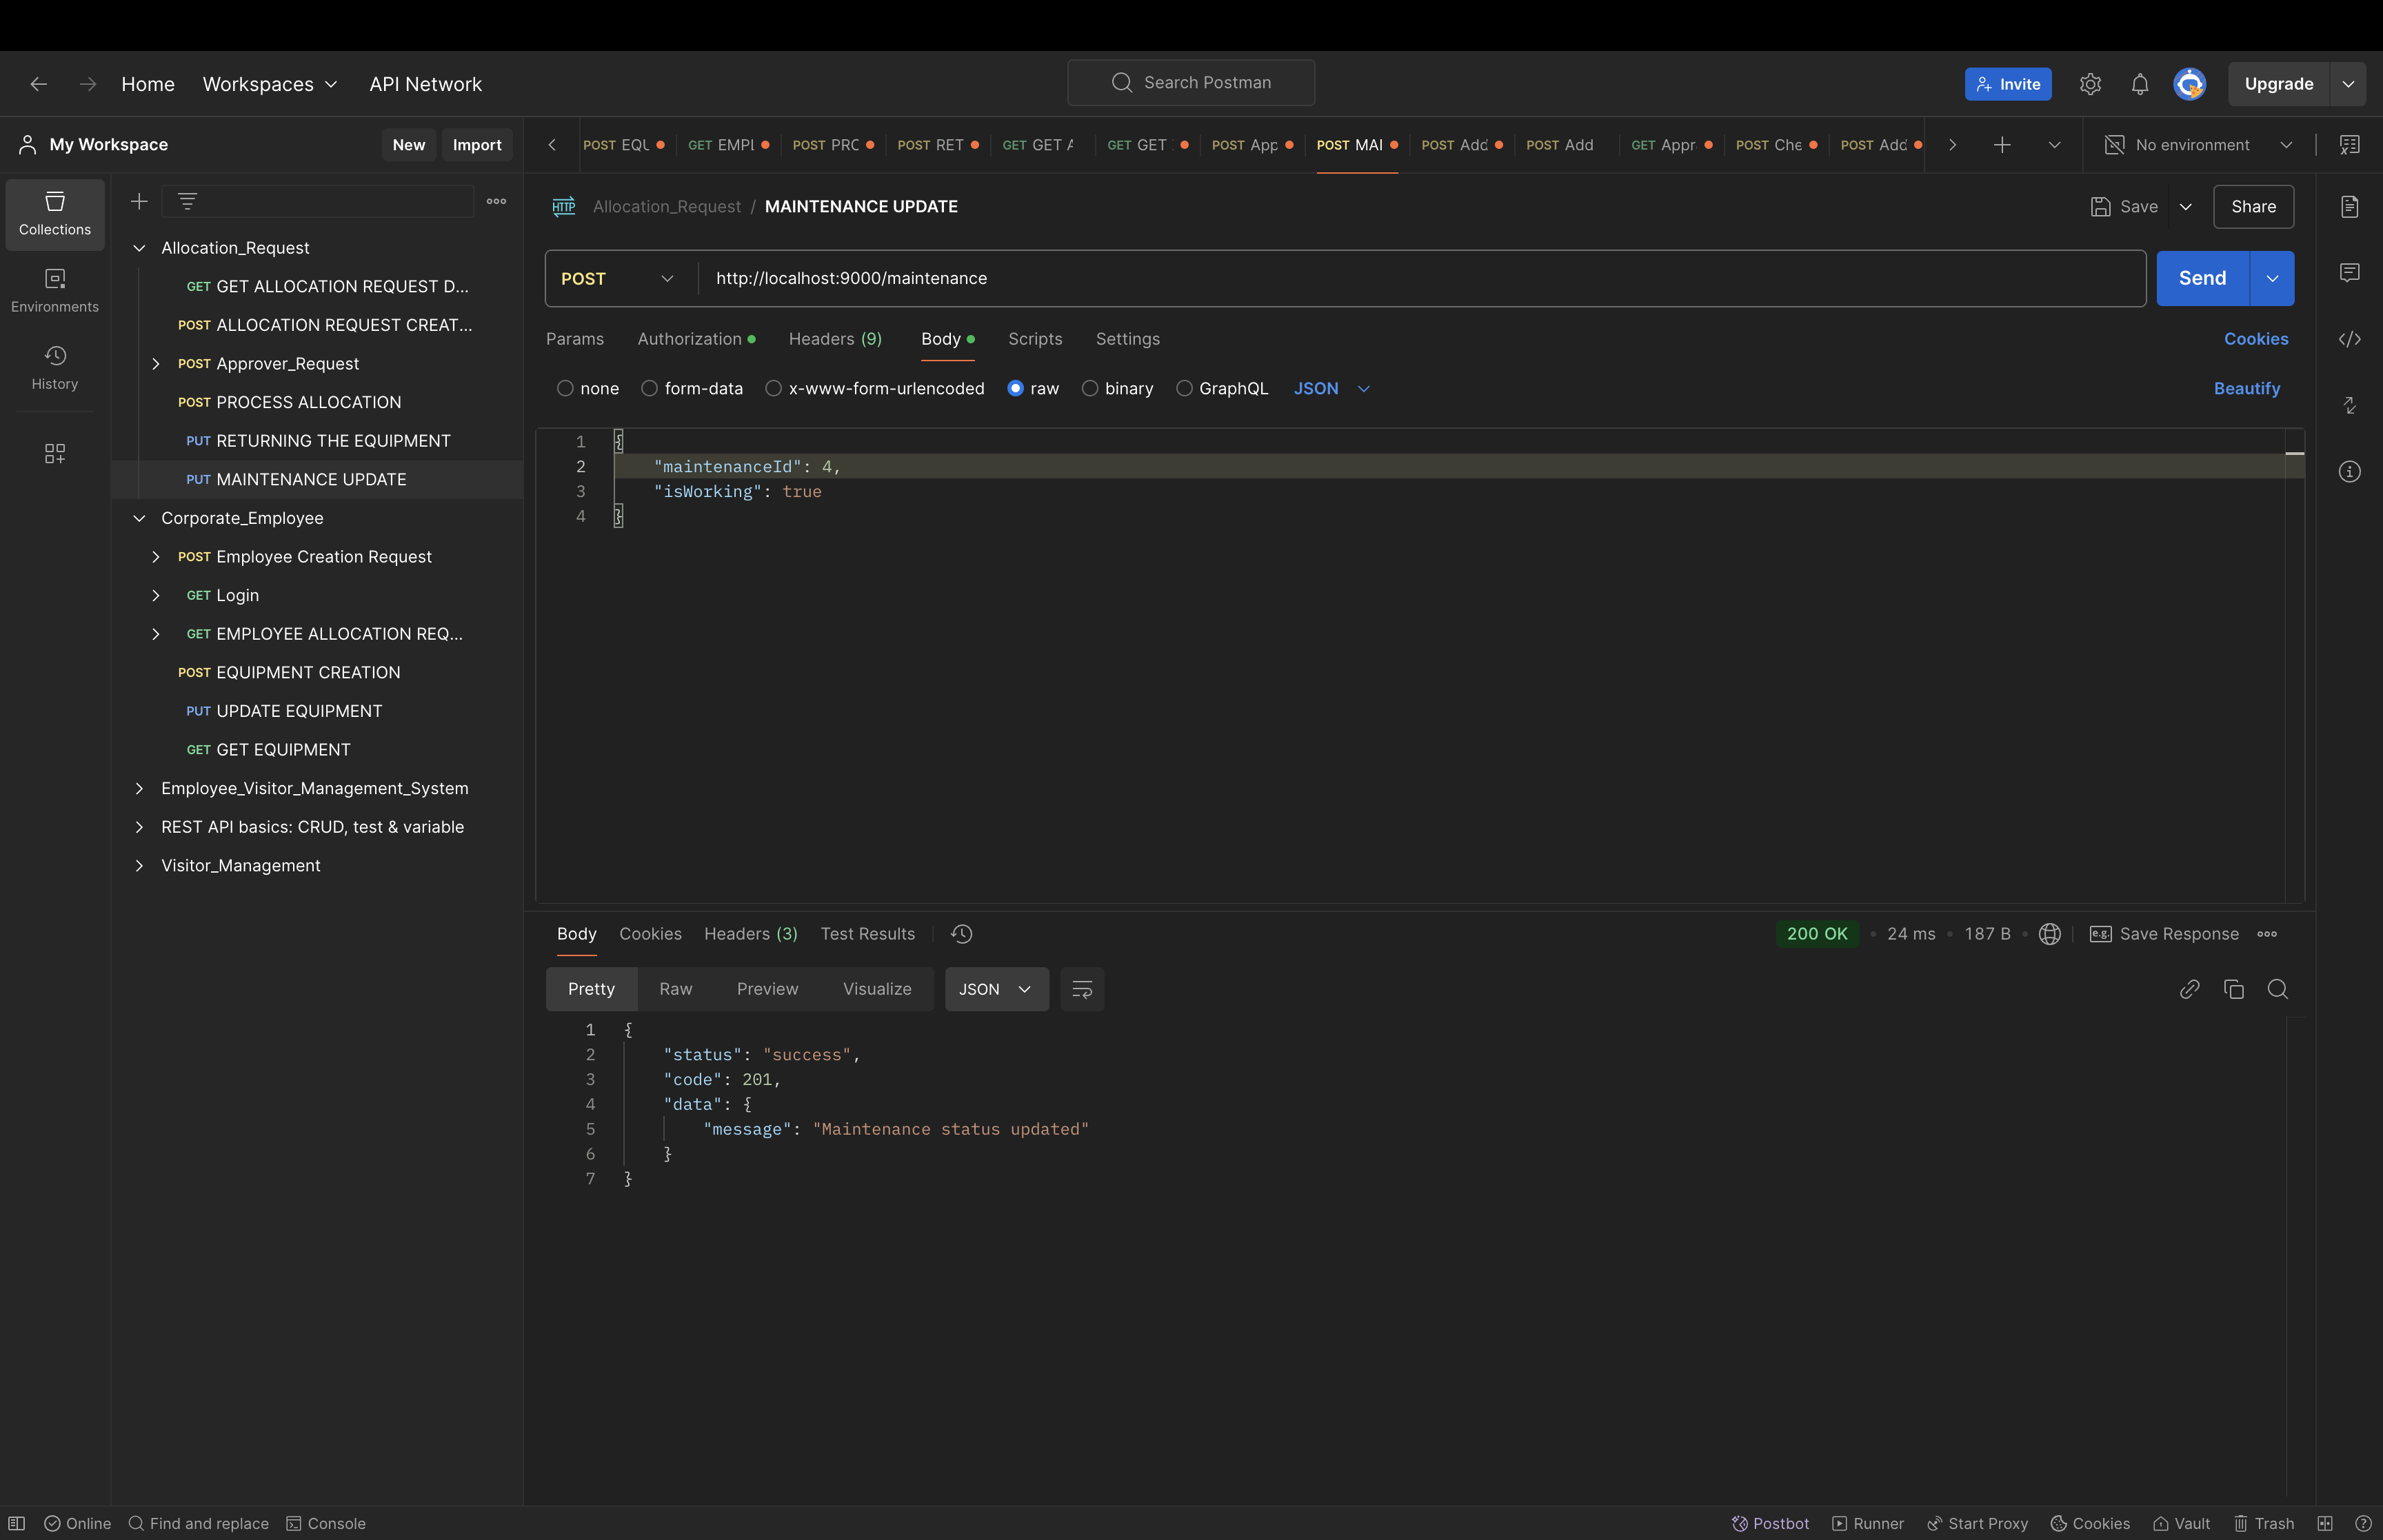 Home Workspaces API Network Search Postman Invite Upgrade
My Workspace New Import
POST EQU GET EMPL POST PRC POST RET GET GET A GET GET POST App POST MAI POST Add POST Add GET Appr POST Che POST Add No environment
Collections
Environments
History
Allocation_Request
GET GET ALLOCATION REQUEST D...
POST ALLOCATION REQUEST CREAT...
POST Approver_Request
POST PROCESS ALLOCATION
PUT RETURNING THE EQUIPMENT
PUT MAINTENANCE UPDATE
Corporate_Employee
POST Employee Creation Request
GET Login
GET EMPLOYEE ALLOCATION REQ...
POST EQUIPMENT CREATION
PUT UPDATE EQUIPMENT
GET GET EQUIPMENT
Employee_Visitor_Management_System
REST API basics: CRUD, test & variable
Visitor_Management
HTTP Allocation_Request / MAINTENANCE UPDATE Save Share
POST http://localhost:9000/maintenance Send
Params Authorization Headers (9) Body Scripts Settings Cookies
none form-data x-www-form-urlencoded raw binary GraphQL JSON Beautify
1 {
2 "maintenanceId": 4,
3 "isWorking": true
4 }
Body Cookies Headers (3) Test Results 200 OK • 24 ms • 187 B • e.g. Save Response
Pretty Raw Preview Visualize JSON
1 {
2 "status": "success",
3 "code": 201,
4 "data": {
5 "message": "Maintenance status updated"
6 }
7 }
Online Find and replace Console Postbot Runner Start Proxy Cookies Vault Trash